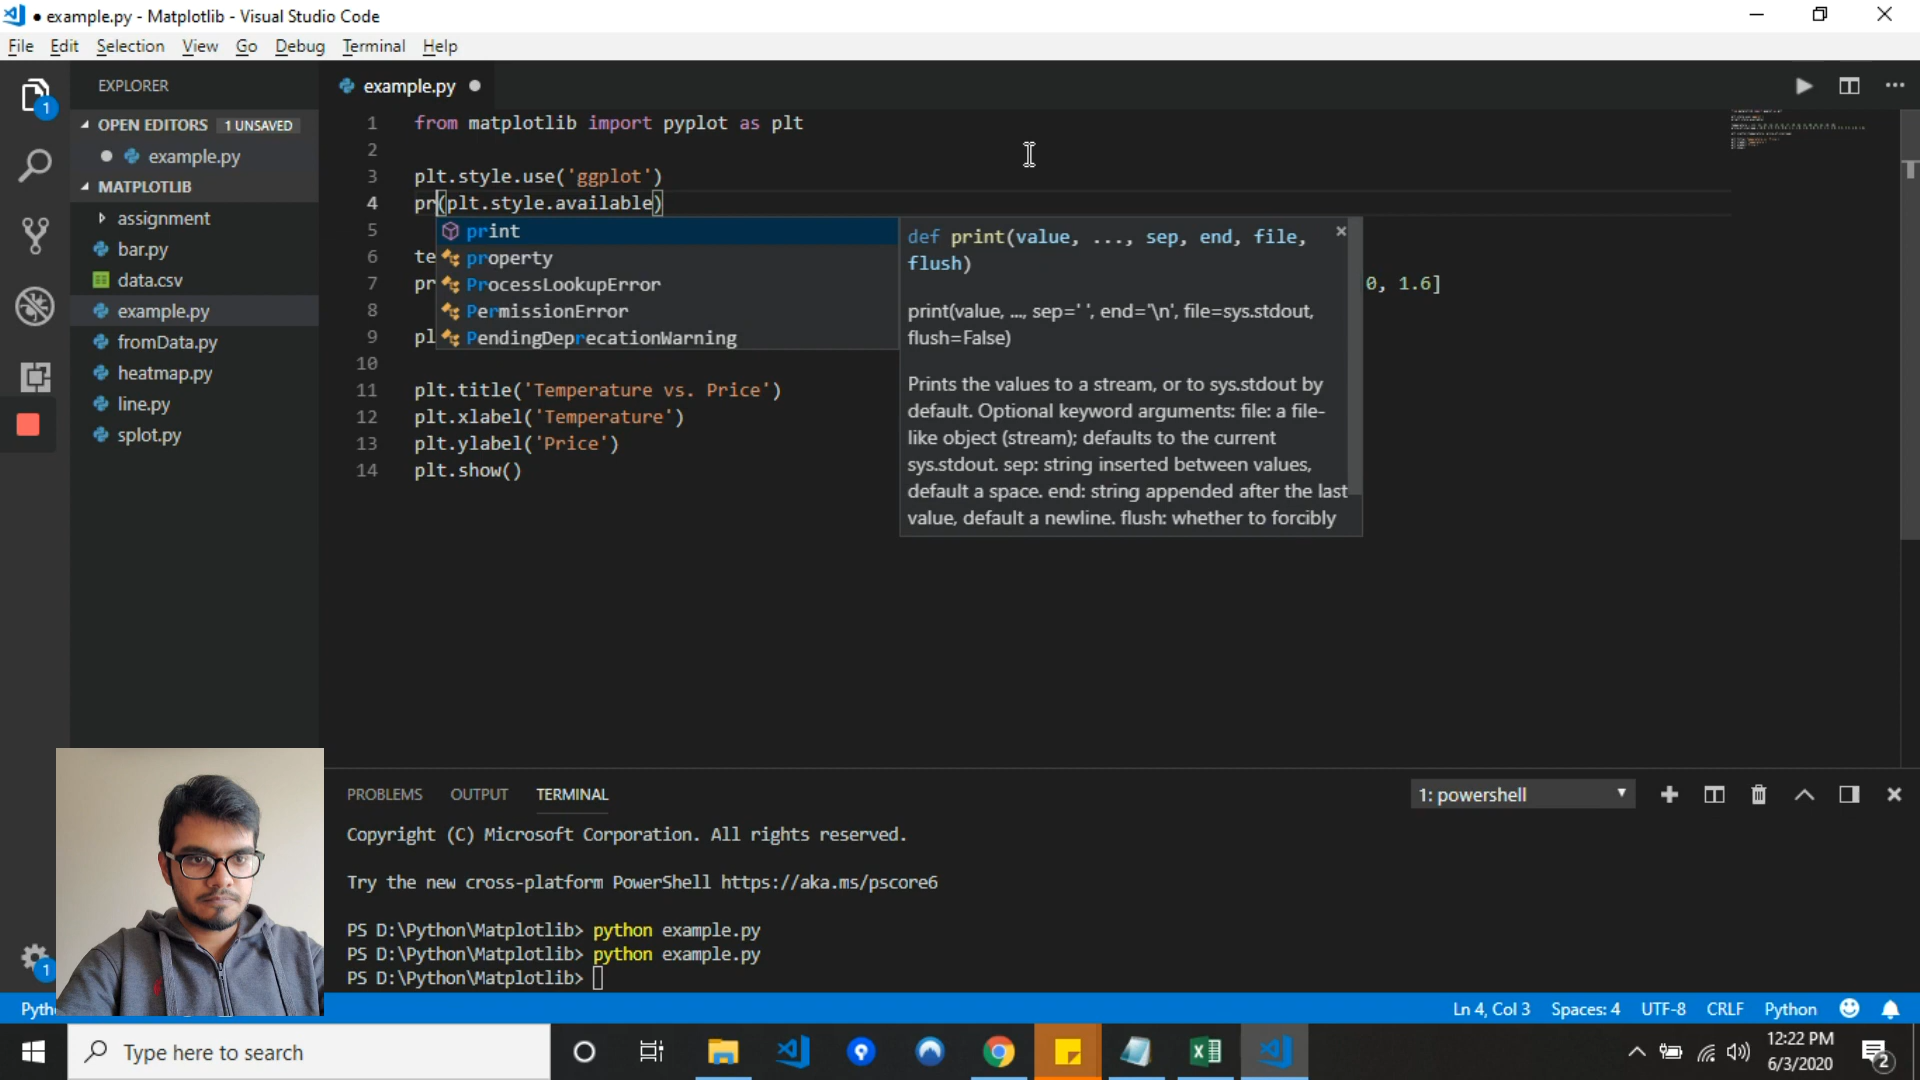 ● example.py - Matplotlib - Visual Studio Code
File Edit Selection View Go Debug Terminal Help
EXPLORER
OPEN EDITORS 1 UNSAVED
example.py
MATPLOTLIB
assignment
bar.py
data.csv
example.py
fromData.py
heatmap.py
line.py
splot.py
1
example.py
1 from matplotlib import pyplot as plt
2
3 plt.style.use('ggplot')
4 pr(plt.style.available)
5
6 te
7 pr 0, 1.6]
8
9 pl
10
11 plt.title('Temperature vs. Price')
12 plt.xlabel('Temperature')
13 plt.ylabel('Price')
14 plt.show()
print
property
ProcessLookupError
PermissionError
PendingDeprecationWarning
def print(value, ..., sep, end, file,
flush)
print(value, ..., sep=' ', end='\n', file=sys.stdout,
flush=False)
Prints the values to a stream, or to sys.stdout by
default. Optional keyword arguments: file: a file-
like object (stream); defaults to the current
sys.stdout. sep: string inserted between values,
default a space. end: string appended after the last
value, default a newline. flush: whether to forcibly
PROBLEMS OUTPUT TERMINAL 1: powershell
Copyright (C) Microsoft Corporation. All rights reserved.
Try the new cross-platform PowerShell https://aka.ms/pscore6
PS D:\Python\Matplotlib> python example.py
PS D:\Python\Matplotlib> python example.py
PS D:\Python\Matplotlib>
1
Pyth Ln 4, Col 3 Spaces: 4 UTF-8 CRLF Python
Type here to search
12:22 PM
6/3/2020
2